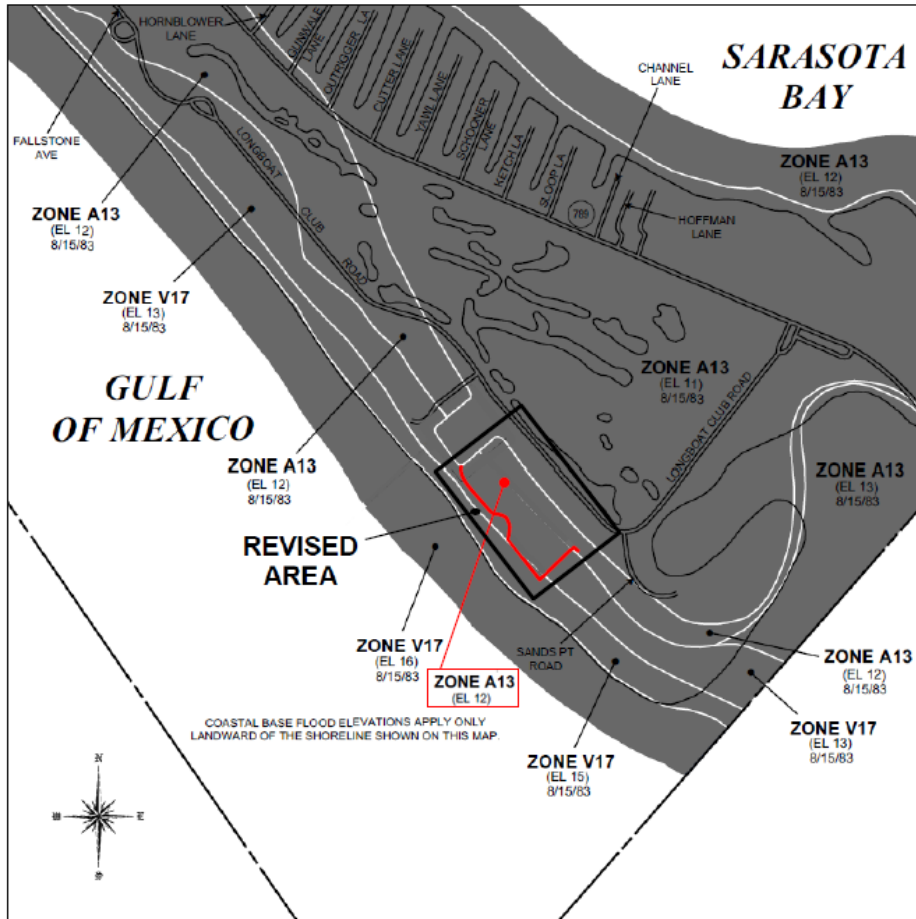 HORNBLOWER
LANE
GUNWALE
LANE
OUTRIGGER LA
CUTTER LANE
YAWL LANE
SCHOONER
LANE
KETCH LA
SLOOP LA
CHANNEL
LANE
SARASOTA
BAY
FALLSTONE
AVE
LONGBOAT
CLUB
ROAD
789
HOFFMAN
LANE
ZONE A13
(EL 12)
8/15/83
ZONE A13
(EL 12)
8/15/83
ZONE V17
(EL 13)
8/15/83
GULF
OF MEXICO
ZONE A13
(EL 11)
8/15/83
LONGBOAT CLUB ROAD
ZONE A13
(EL 12)
8/15/83
ZONE A13
(EL 13)
8/15/83
REVISED
AREA
ZONE V17
(EL 16)
8/15/83
ZONE A13
(EL 12)
SANDS PT
ROAD
ZONE A13
(EL 12)
8/15/83
COASTAL BASE FLOOD ELEVATIONS APPLY ONLY
LANDWARD OF THE SHORELINE SHOWN ON THIS MAP.
ZONE V17
(EL 15)
8/15/83
ZONE V17
(EL 13)
8/15/83
N
E
S